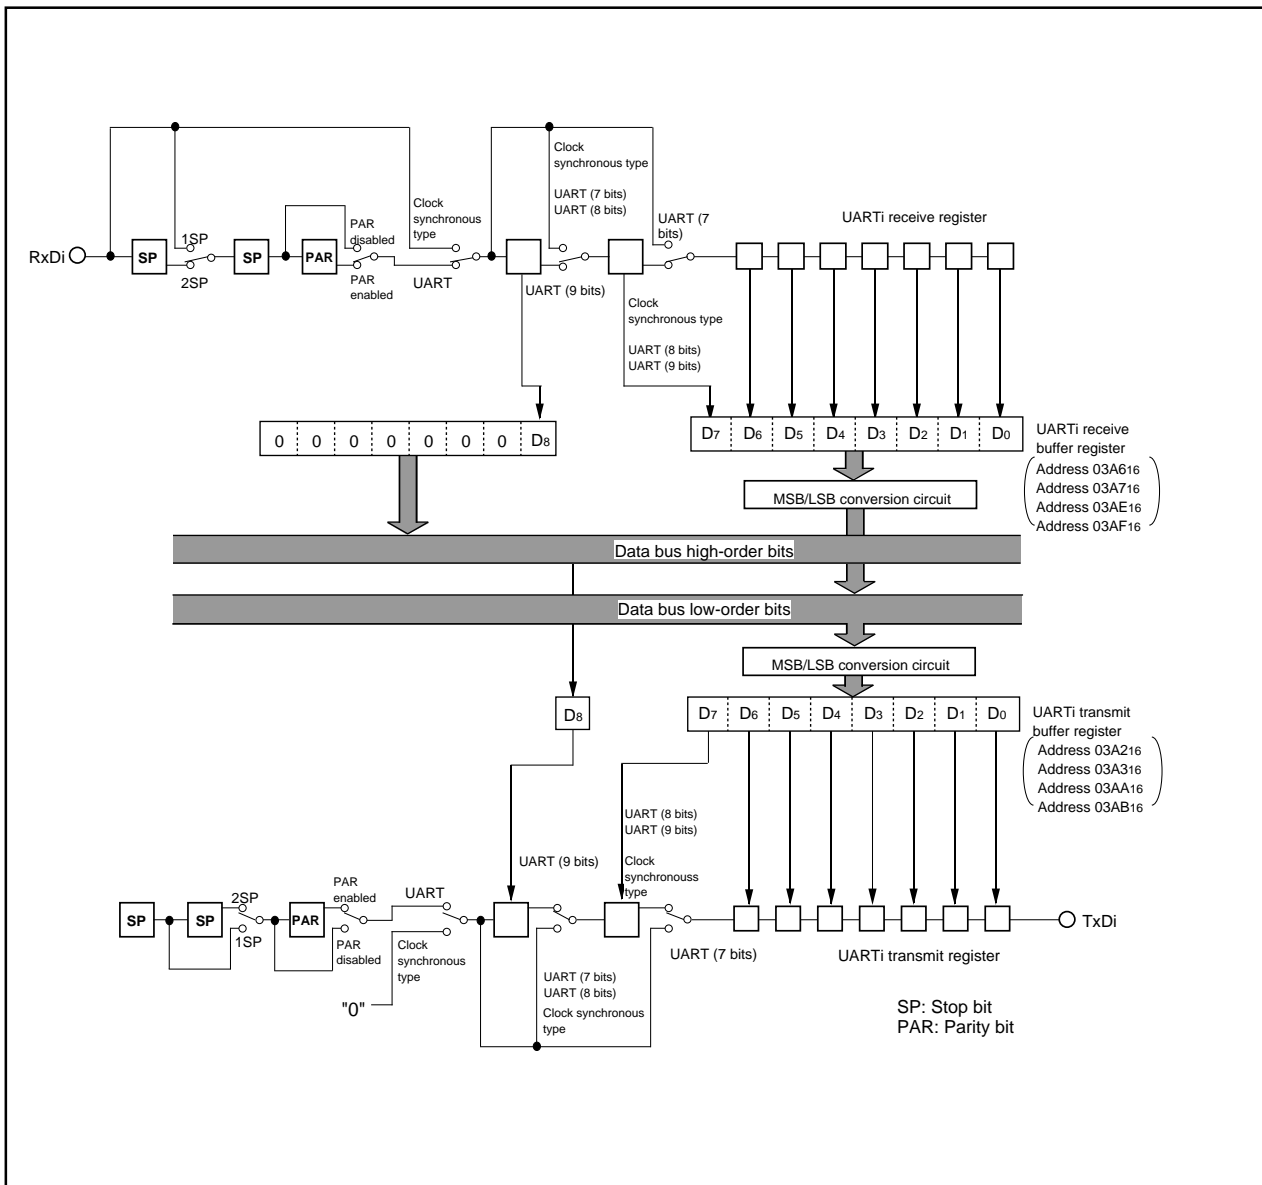 Clock
synchronous type
UART (7 bits)
UART (8 bits)
Clock
synchronous
type
PAR
disabled
UART (7
bits)
UARTi receive register
RxDi
SP
1SP
2SP
SP
PAR
PAR
enabled
UART
UART (9 bits)
Clock
synchronous type
UART (8 bits)
UART (9 bits)
0 0 0 0 0 0 0 D8
D7 D6 D5 D4 D3 D2 D1 D0
UARTi receive
buffer register
Address 03A616
Address 03A716
Address 03AE16
Address 03AF16
MSB/LSB conversion circuit
Data bus high-order bits
Data bus low-order bits
MSB/LSB conversion circuit
D8
D7 D6 D5 D4 D3 D2 D1 D0
UARTi transmit
buffer register
Address 03A216
Address 03A316
Address 03AA16
Address 03AB16
UART (8 bits)
UART (9 bits)
UART (9 bits)
Clock
synchronouss
type
SP
SP
2SP
1SP
PAR
PAR
enabled
PAR
disabled
UART
Clock
synchronous
type
"0"
UART (7 bits)
UART (8 bits)
Clock synchronous
type
UART (7 bits)
UARTi transmit register
TxDi
SP: Stop bit
PAR: Parity bit